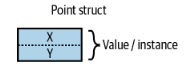 Point struct
X
Y
Value / instance